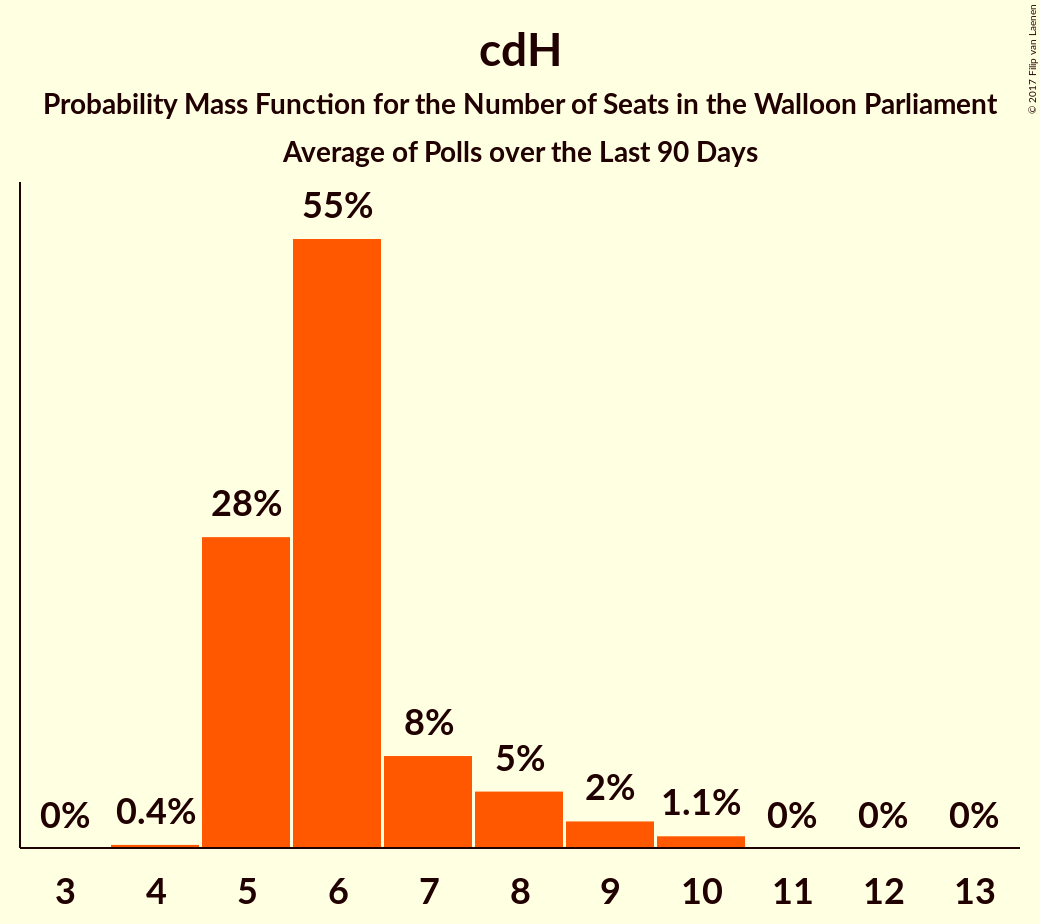 cdH
Probability Mass Function for the Number of Seats in the Walloon Parliament
Average of Polls over the Last 90 Days
© 2017 Filip van Laenen
0% 0.4% 28% 55% 8% 5% 2% 1.1% 0% 0% 0%
3 4 5 6 7 8 9 10 11 12 13